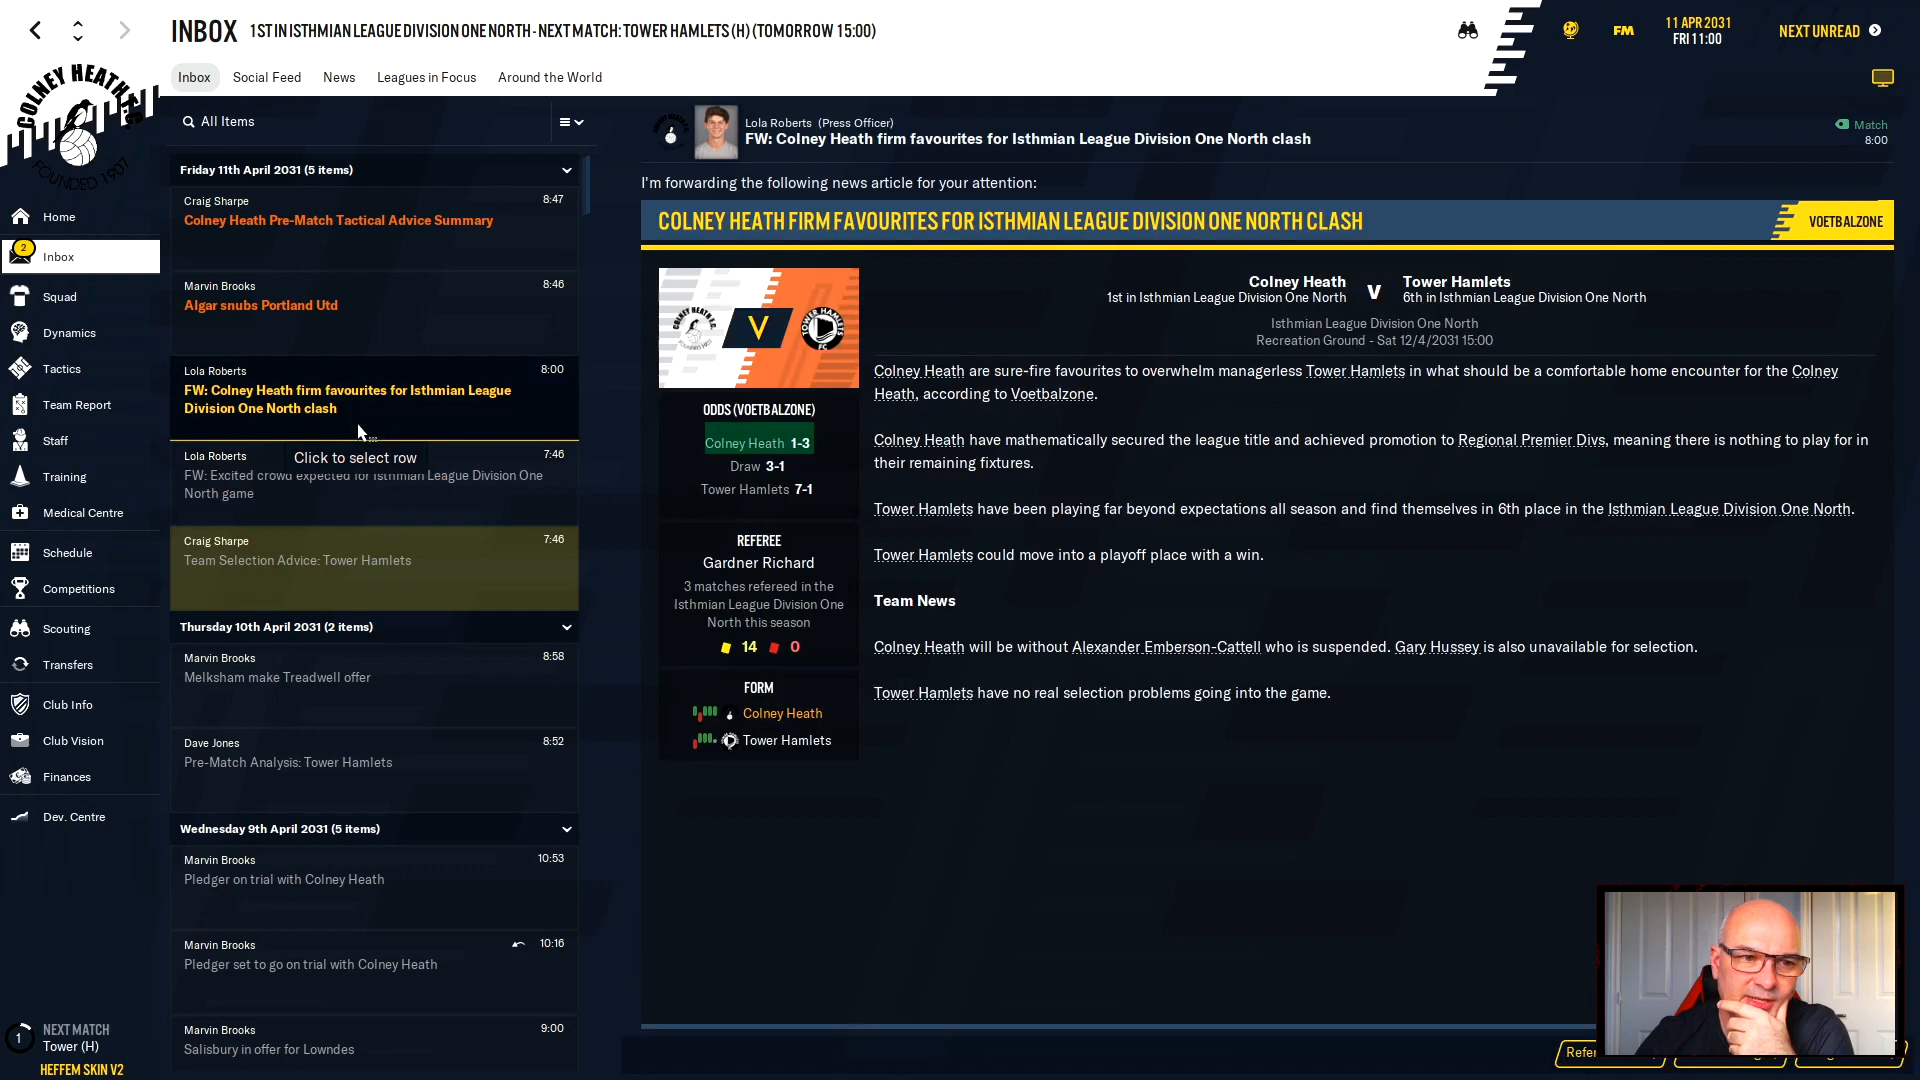 INBOX
1ST IN ISTHMIAN LEAGUE DIVISION ONE NORTH - NEXT MATCH: TOWER HAMLETS (H) (TOMORROW 15:00)
FM
11 APR 2031
FRI 11:00
NEXT UNREAD
Inbox
Social Feed
News
Leagues in Focus
Around the World
COLNEY HEATH F.C.
FOUNDED 1907
Home
2
Inbox
Squad
Dynamics
Tactics
Team Report
Staff
Training
Medical Centre
Schedule
Competitions
Scouting
Transfers
Club Info
Club Vision
Finances
Dev. Centre
1
NEXT MATCH
Tower (H)
HEFFEM SKIN V2
All Items
Friday 11th April 2031 (5 items)
Craig Sharpe 8:47
Colney Heath Pre-Match Tactical Advice Summary
Marvin Brooks 8:46
Algar snubs Portland Utd
Lola Roberts 8:00
FW: Colney Heath firm favourites for Isthmian League
Division One North clash
Lola Roberts 7:46
Click to select row
FW: Excited crowd expected for Isthmian League Division One
North game
Craig Sharpe 7:46
Team Selection Advice: Tower Hamlets
Thursday 10th April 2031 (2 items)
Marvin Brooks 8:58
Melksham make Treadwell offer
Dave Jones 8:52
Pre-Match Analysis: Tower Hamlets
Wednesday 9th April 2031 (5 items)
Marvin Brooks 10:53
Pledger on trial with Colney Heath
Marvin Brooks 10:16
Pledger set to go on trial with Colney Heath
Marvin Brooks 9:00
Salisbury in offer for Lowndes
Lola Roberts (Press Officer)
FW: Colney Heath firm favourites for Isthmian League Division One North clash
Match
8:00
I'm forwarding the following news article for your attention:
COLNEY HEATH FIRM FAVOURITES FOR ISTHMIAN LEAGUE DIVISION ONE NORTH CLASH
VOETBALZONE
V
TOWER HAMLETS FC
ODDS (VOETBALZONE)
Colney Heath 1-3
Draw 3-1
Tower Hamlets 7-1
REFEREE
Gardner Richard
3 matches refereed in the
Isthmian League Division One
North this season
14 0
FORM
Colney Heath
Tower Hamlets
Colney Heath V Tower Hamlets
1st in Isthmian League Division One North 6th in Isthmian League Division One North
Isthmian League Division One North
Recreation Ground - Sat 12/4/2031 15:00
Colney Heath are sure-fire favourites to overwhelm managerless Tower Hamlets in what should be a comfortable home encounter for the Colney
Heath, according to Voetbalzone.
Colney Heath have mathematically secured the league title and achieved promotion to Regional Premier Divs, meaning there is nothing to play for in
their remaining fixtures.
Tower Hamlets have been playing far beyond expectations all season and find themselves in 6th place in the Isthmian League Division One North.
Tower Hamlets could move into a playoff place with a win.
Team News
Colney Heath will be without Alexander Emberson-Cattell who is suspended. Gary Hussey is also unavailable for selection.
Tower Hamlets have no real selection problems going into the game.